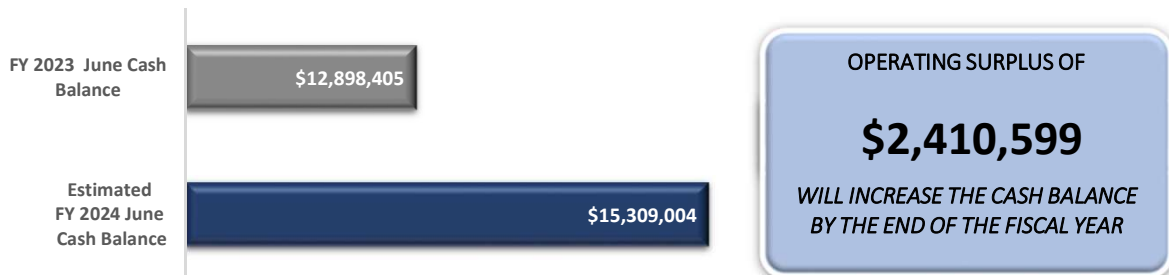 FY 2023 June Cash
Balance
$12,898,405
Estimated
FY 2024 June
Cash Balance
$15,309,004
OPERATING SURPLUS OF
$2,410,599
WILL INCREASE THE CASH BALANCE
BY THE END OF THE FISCAL YEAR